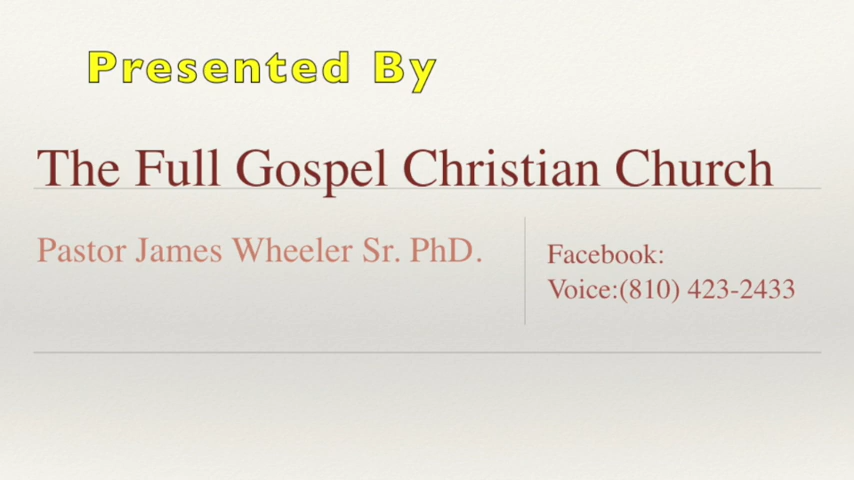 Presented By
The Full Gospel Christian Church
Pastor James Wheeler Sr. PhD.
Facebook:
Voice:(810) 423-2433